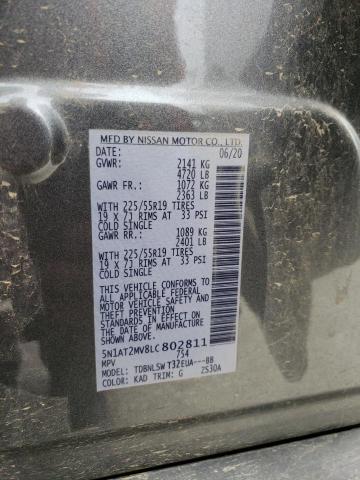 MFD BY NISSAN MOTOR CO., LTD.
DATE: 06/20
GVWR: 2141 KG
4720 LB
GAWR FR.: 1072 KG
2363 LB
WITH 225/55R19 TIRES
19 X 7J RIMS AT 33 PSI
COLD SINGLE
GAWR RR.: 1089 KG
2401 LB
WITH 225/55R19 TIRES
19 X 7J RIMS AT 33 PSI
COLD SINGLE
THIS VEHICLE CONFORMS TO
ALL APPLICABLE FEDERAL
MOTOR VEHICLE SAFETY,
BUMPER, AND THEFT PREVENTION
STANDARDS IN EFFECT ON THE
DATE OF MANUFACTURE
SHOWN ABOVE.
5N1AT2MV8LC802811
MPV 754
MODEL: TDBNLSWT32EUA---BB
COLOR: KAD TRIM: G 2S30A